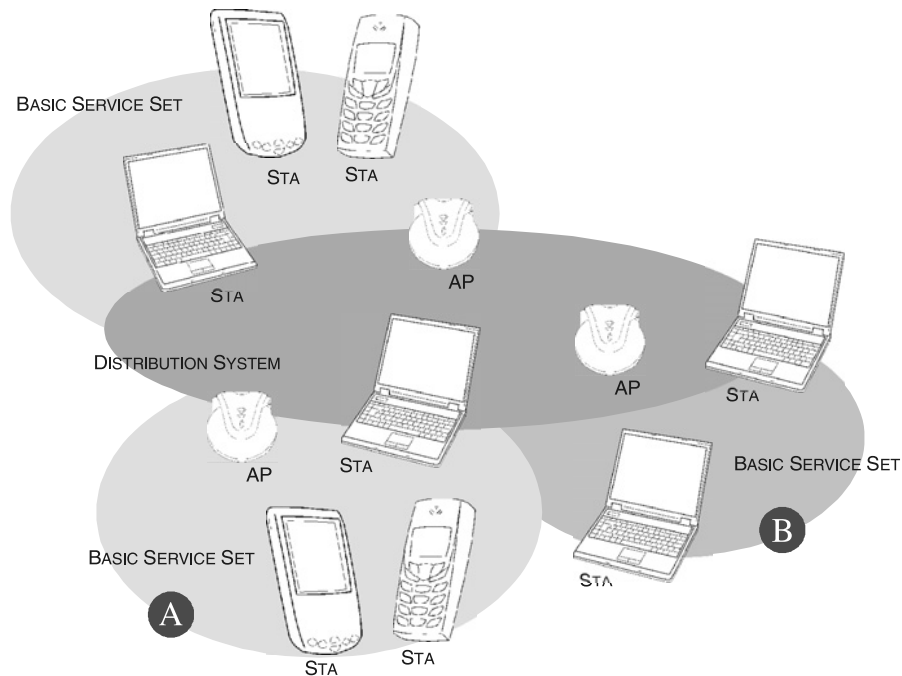 BASIC SERVICE SET
STA
STA
STA
AP
DISTRIBUTION SYSTEM
AP
STA
AP
STA
BASIC SERVICE SET
BASIC SERVICE SET
B
STA
A
STA
STA